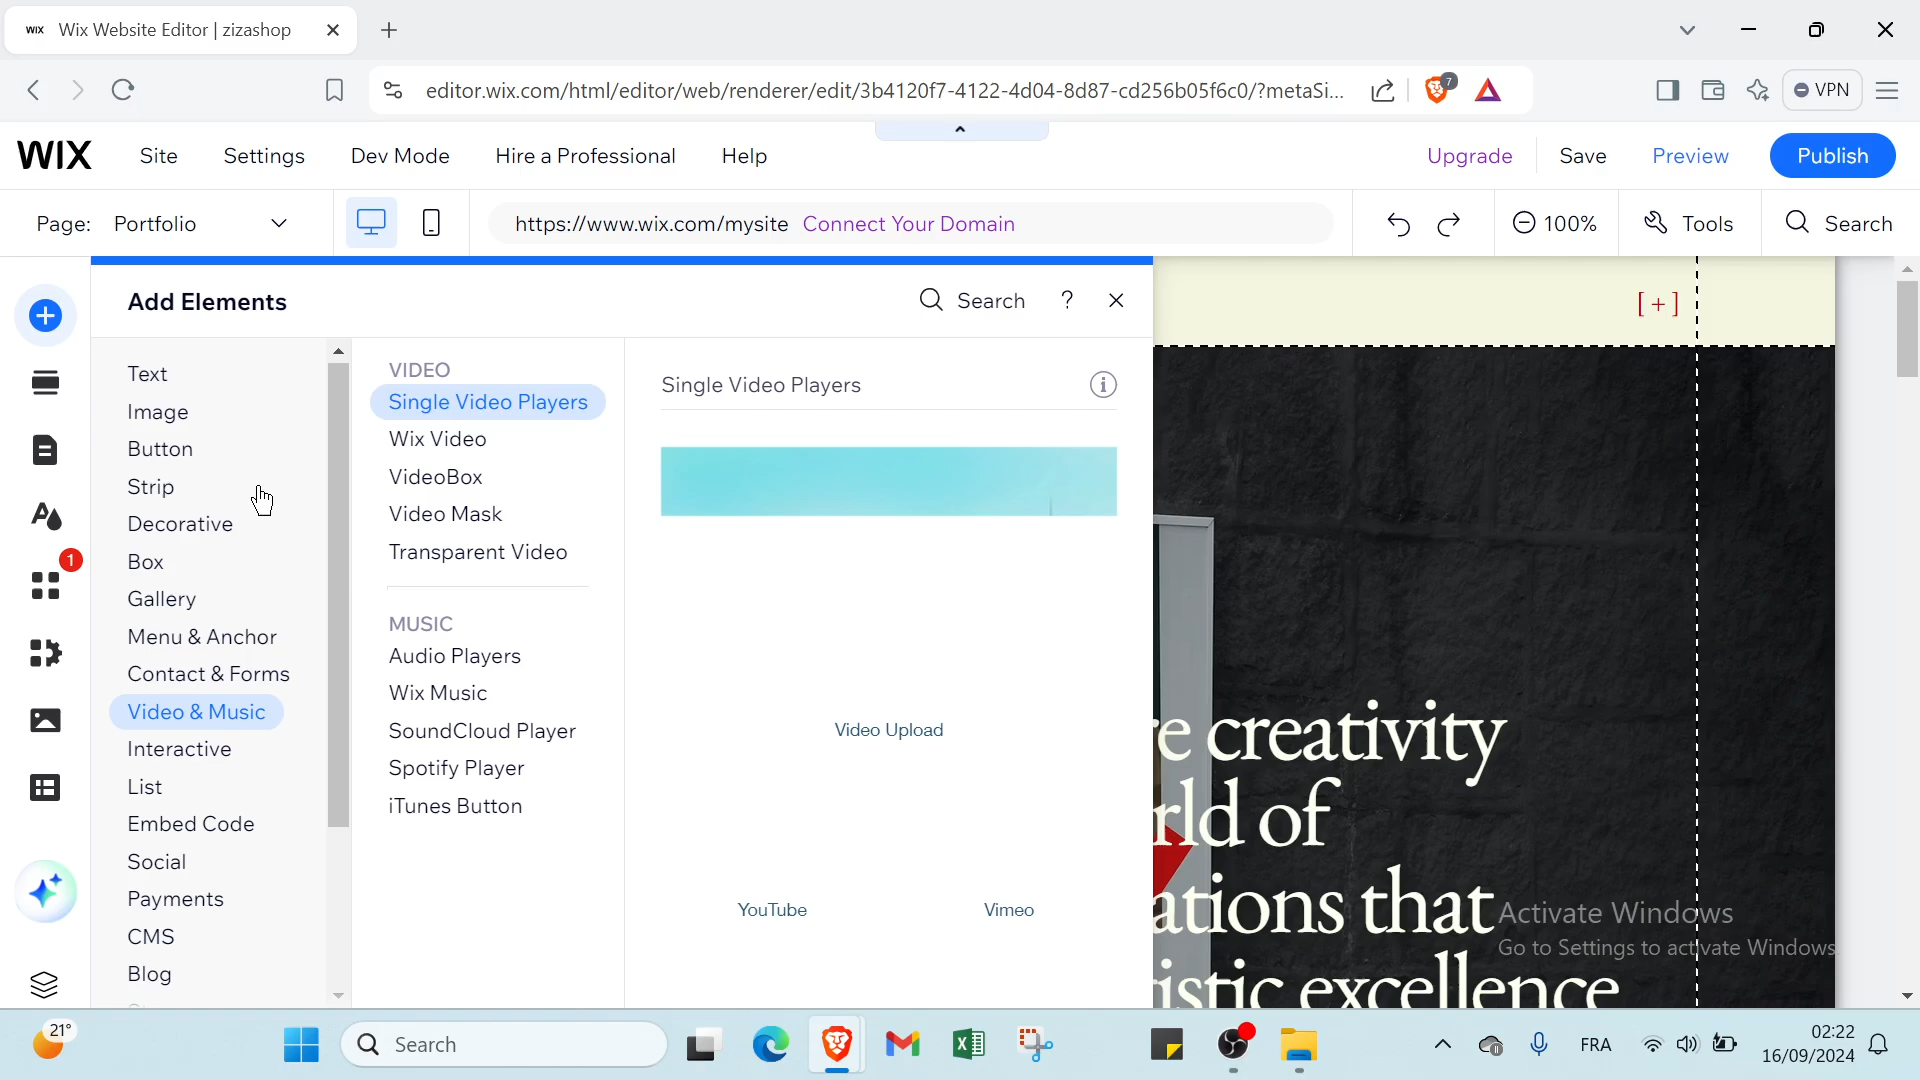 WIX Wix Website Editor | zizashop
editor.wix.com/html/editor/web/renderer/edit/3b4120f7-4122-4d04-8d87-cd256b05f6c0/?metaSi...
7
VPN
WIX Site Settings Dev Mode Hire a Professional Help Upgrade Save Preview Publish
Page: Portfolio https://www.wix.com/mysite Connect Your Domain 100% Tools Search
Add Elements
Search ?
[ + ]
Text
Image
Button
Strip
Decorative
Box
Gallery
Menu & Anchor
Contact & Forms
Video & Music
Interactive
List
Embed Code
Social
Payments
CMS
Blog
1
VIDEO
Single Video Players
Wix Video
VideoBox
Video Mask
Transparent Video
MUSIC
Audio Players
Wix Music
SoundCloud Player
Spotify Player
iTunes Button
Single Video Players
Video Upload
YouTube Vimeo
e creativity
rld of
ations that
istic excellence
Activate Windows
Go to Settings to activate Windows
21°
Search
FRA
02:22
16/09/2024